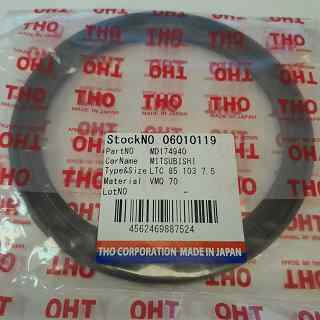 THO
MADE IN JAPAN
StockNO 06010119
PartNO MD174940
CarName MITSUBISHI
Type&Size LTC 85 103 7.5
Material VMQ 70
LotNO -
4562469887524
THO CORPORATION MADE IN JAPAN
THO